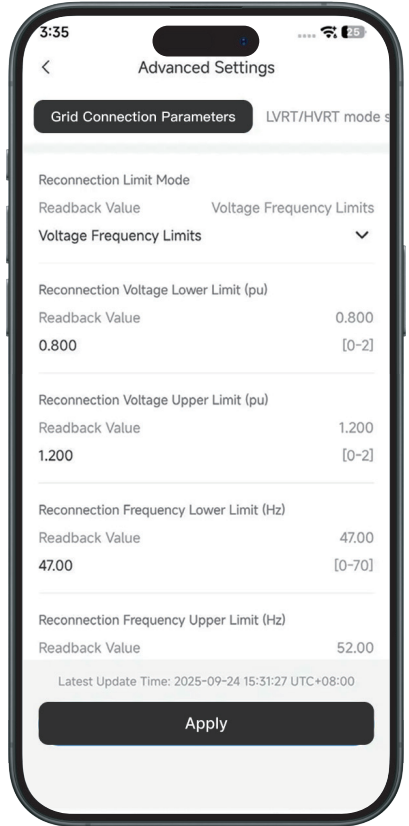 3:35
25
Advanced Settings
Grid Connection Parameters LVRT/HVRT mode s
Reconnection Limit Mode
Readback Value Voltage Frequency Limits
Voltage Frequency Limits
Reconnection Voltage Lower Limit (pu)
Readback Value 0.800
0.800 [0-2]
Reconnection Voltage Upper Limit (pu)
Readback Value 1.200
1.200 [0-2]
Reconnection Frequency Lower Limit (Hz)
Readback Value 47.00
47.00 [0-70]
Reconnection Frequency Upper Limit (Hz)
Readback Value 52.00
Latest Update Time: 2025-09-24 15:31:27 UTC+08:00
Apply